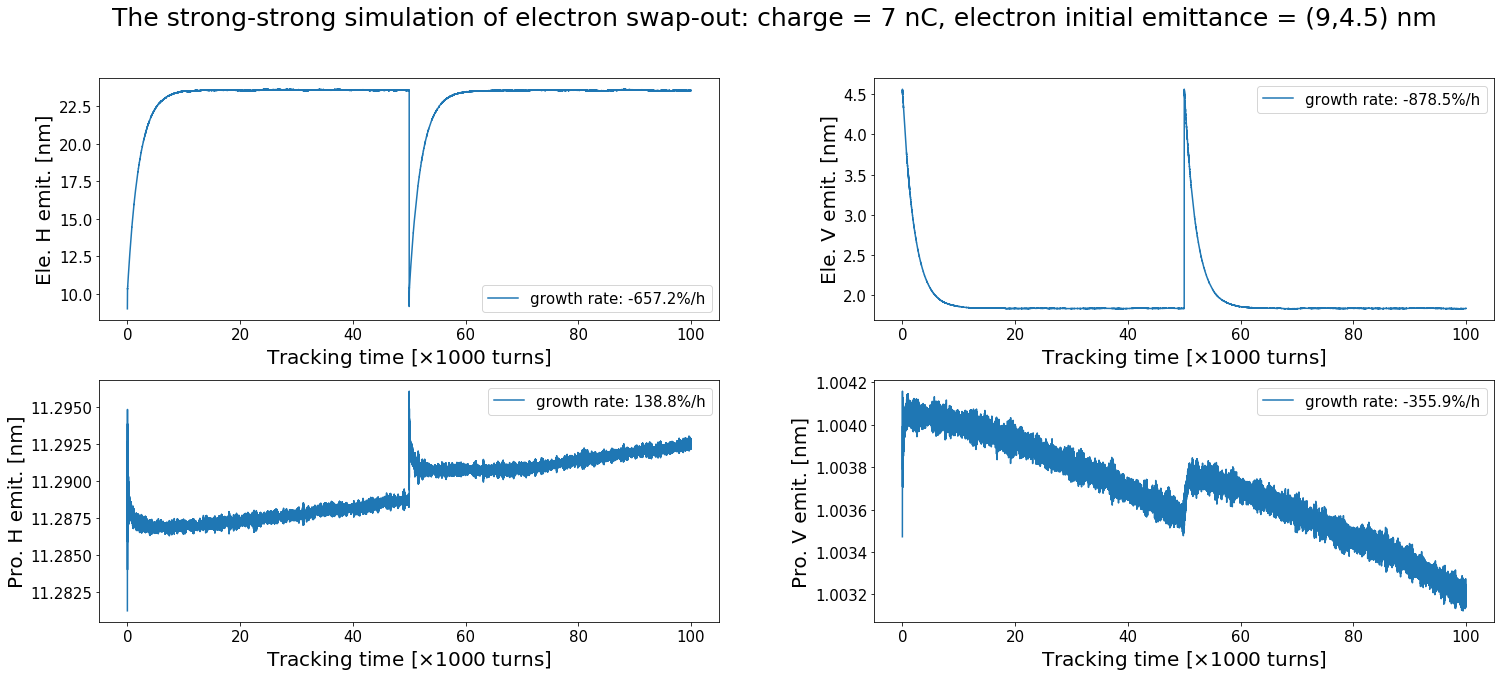 The strong-strong simulation of electron swap-out: charge = 7 nC, electron initial emittance = (9,4.5) nm
Ele. H emit. [nm]
22.5
20.0
17.5
15.0
12.5
10.0
growth rate: -657.2%/h
0 20 40 60 80 100
Tracking time [×1000 turns]
Ele. V emit. [nm]
4.5
4.0
3.5
3.0
2.5
2.0
growth rate: -878.5%/h
0 20 40 60 80 100
Tracking time [×1000 turns]
Pro. H emit. [nm]
11.2950
11.2925
11.2900
11.2875
11.2850
11.2825
growth rate: 138.8%/h
0 20 40 60 80 100
Tracking time [×1000 turns]
Pro. V emit. [nm]
1.0042
1.0040
1.0038
1.0036
1.0034
1.0032
growth rate: -355.9%/h
0 20 40 60 80 100
Tracking time [×1000 turns]